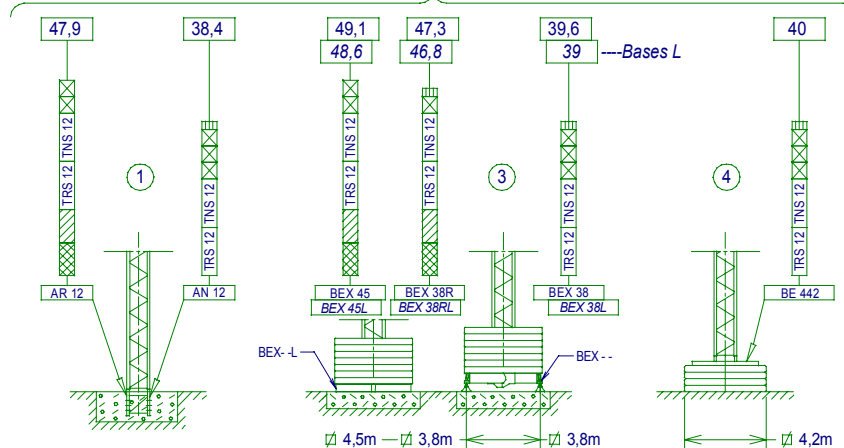 47,9
38,4
49,1
47,3
39,6
40
48,6
46,8
39 ----Bases L
TRS 12 TNS 12
TRS 12 TNS 12
TRS 12 TNS 12
TRS 12 TNS 12
TRS 12 TNS 12
TRS 12 TNS 12
1
3
4
AR 12
AN 12
BEX 45
BEX 38R
BEX 38
BE 442
BEX 45L
BEX 38RL
BEX 38L
BEX- -L
BEX - -
4,5m
3,8m
3,8m
4,2m